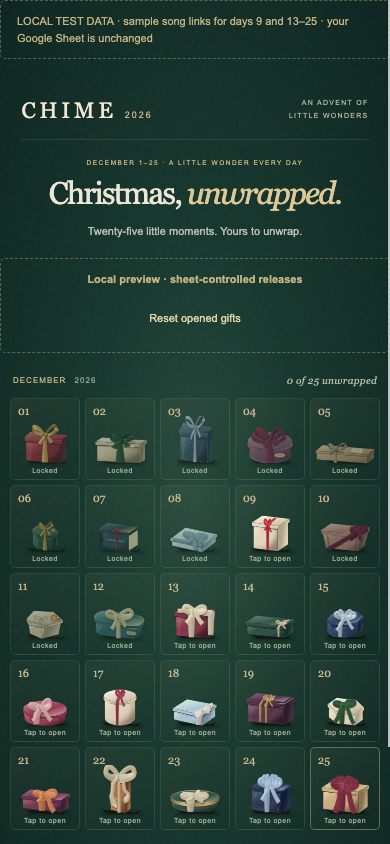 LOCAL TEST DATA · sample song links for days 9 and 13–25 · your
Google Sheet is unchanged
CHIME 2026
AN ADVENT OF
LITTLE WONDERS
DECEMBER 1–25 · A LITTLE WONDER EVERY DAY
Christmas, unwrapped.
Twenty-five little moments. Yours to unwrap.
Local preview · sheet-controlled releases
Reset opened gifts
DECEMBER 2026
0 of 25 unwrapped
01 02 03 04 05
Locked Locked Locked Locked Locked
06 07 08 09 10
Locked Locked Locked Tap to open Locked
11 12 13 14 15
Locked Locked Tap to open Tap to open Tap to open
16 17 18 19 20
Tap to open Tap to open Tap to open Tap to open Tap to open
21 22 23 24 25
Tap to open Tap to open Tap to open Tap to open Tap to open